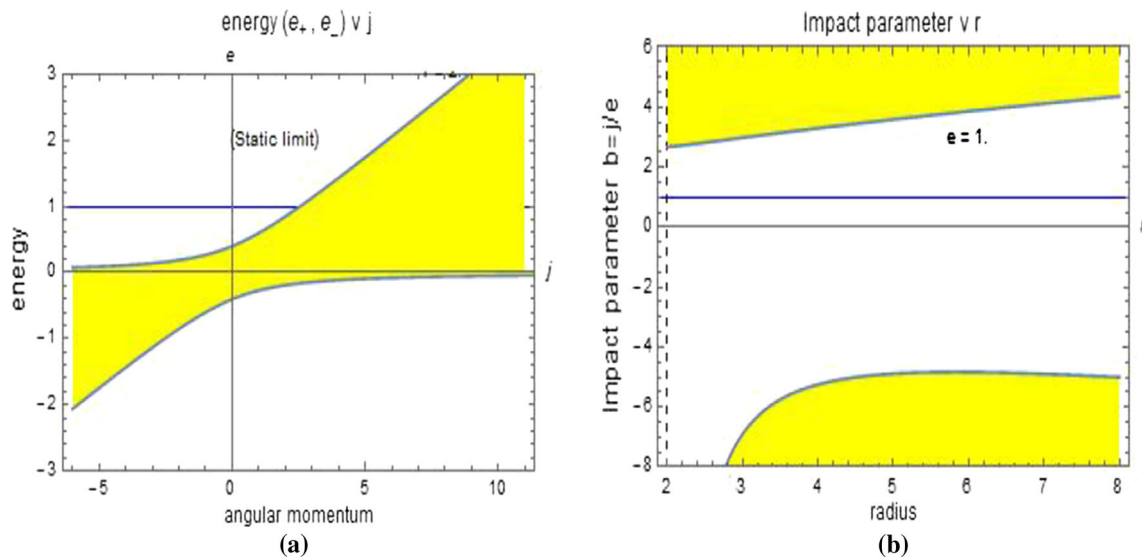 energy (e₊ , e₋) v j
e
3
2
1
0
−1
−2
−3
(Static limit)
energy
j
−5
0
5
10
angular momentum
(a)
Impact parameter v r
6
4
2
0
−2
−4
−6
−8
e = 1.
Impact parameter b = j/e
2
3
4
5
6
7
8
radius
(b)